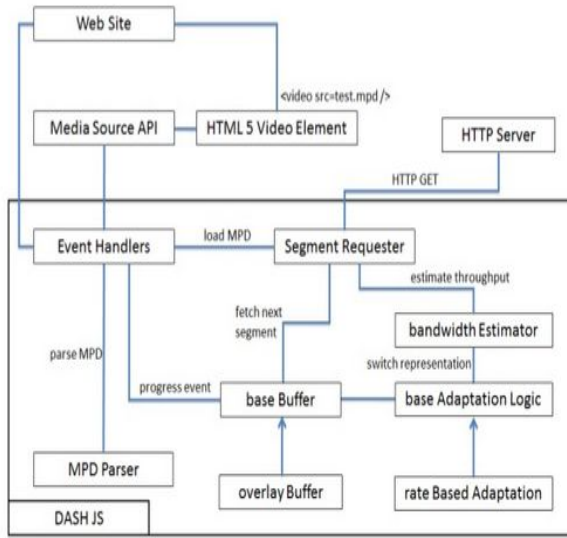 Web Site
<video src=test.mpd />
Media Source API
HTML 5 Video Element
HTTP Server
HTTP GET
Event Handlers
load MPD
Segment Requester
estimate throughput
fetch next
segment
bandwidth Estimator
parse MPD
switch representation
progress event
base Buffer
base Adaptation Logic
MPD Parser
overlay Buffer
rate Based Adaptation
DASH JS